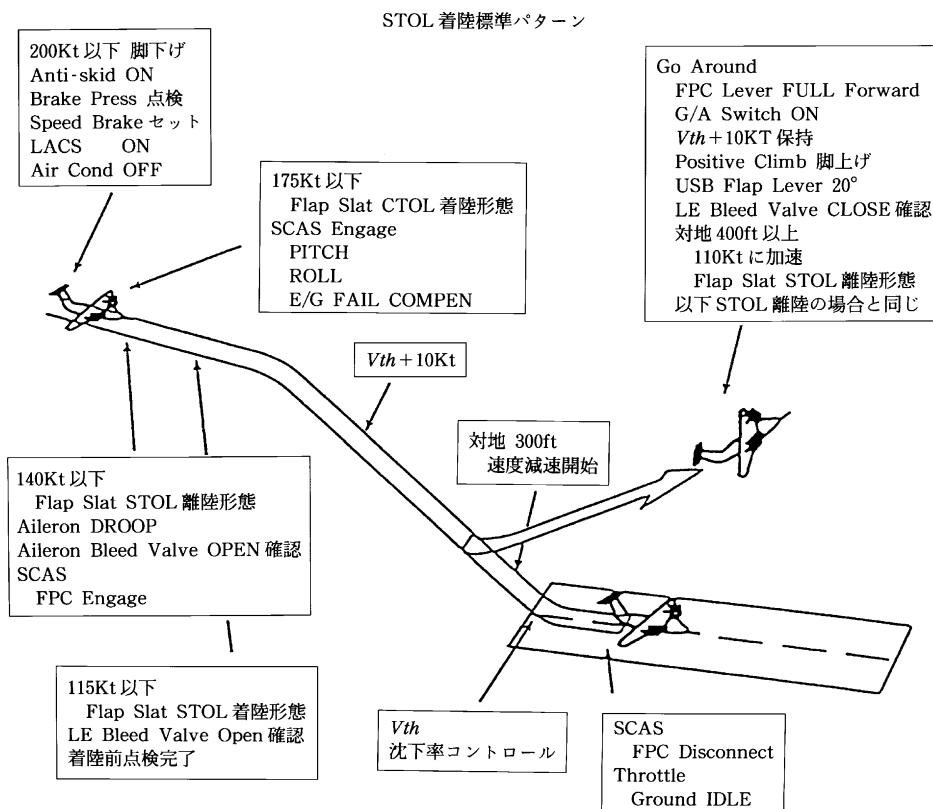 STOL 着陸標準パターン
200Kt 以下 脚下げ
Anti-skid ON
Brake Press 点検
Speed Brake セット
LACS ON
Air Cond OFF
175Kt 以下
Flap Slat CTOL 着陸形態
SCAS Engage
PITCH
ROLL
E/G FAIL COMPEN
Go Around
FPC Lever FULL Forward
G/A Switch ON
Vth+10KT 保持
Positive Climb 脚上げ
USB Flap Lever 20°
LE Bleed Valve CLOSE 確認
対地 400ft 以上
110Kt に加速
Flap Slat STOL 離陸形態
以下 STOL 離陸の場合と同じ
Vth+10Kt
対地 300ft
速度減速開始
140Kt 以下
Flap Slat STOL 離陸形態
Aileron DROOP
Aileron Bleed Valve OPEN 確認
SCAS
FPC Engage
115Kt 以下
Flap Slat STOL 着陸形態
LE Bleed Valve Open 確認
着陸前点検完了
Vth
沈下率コントロール
SCAS
FPC Disconnect
Throttle
Ground IDLE